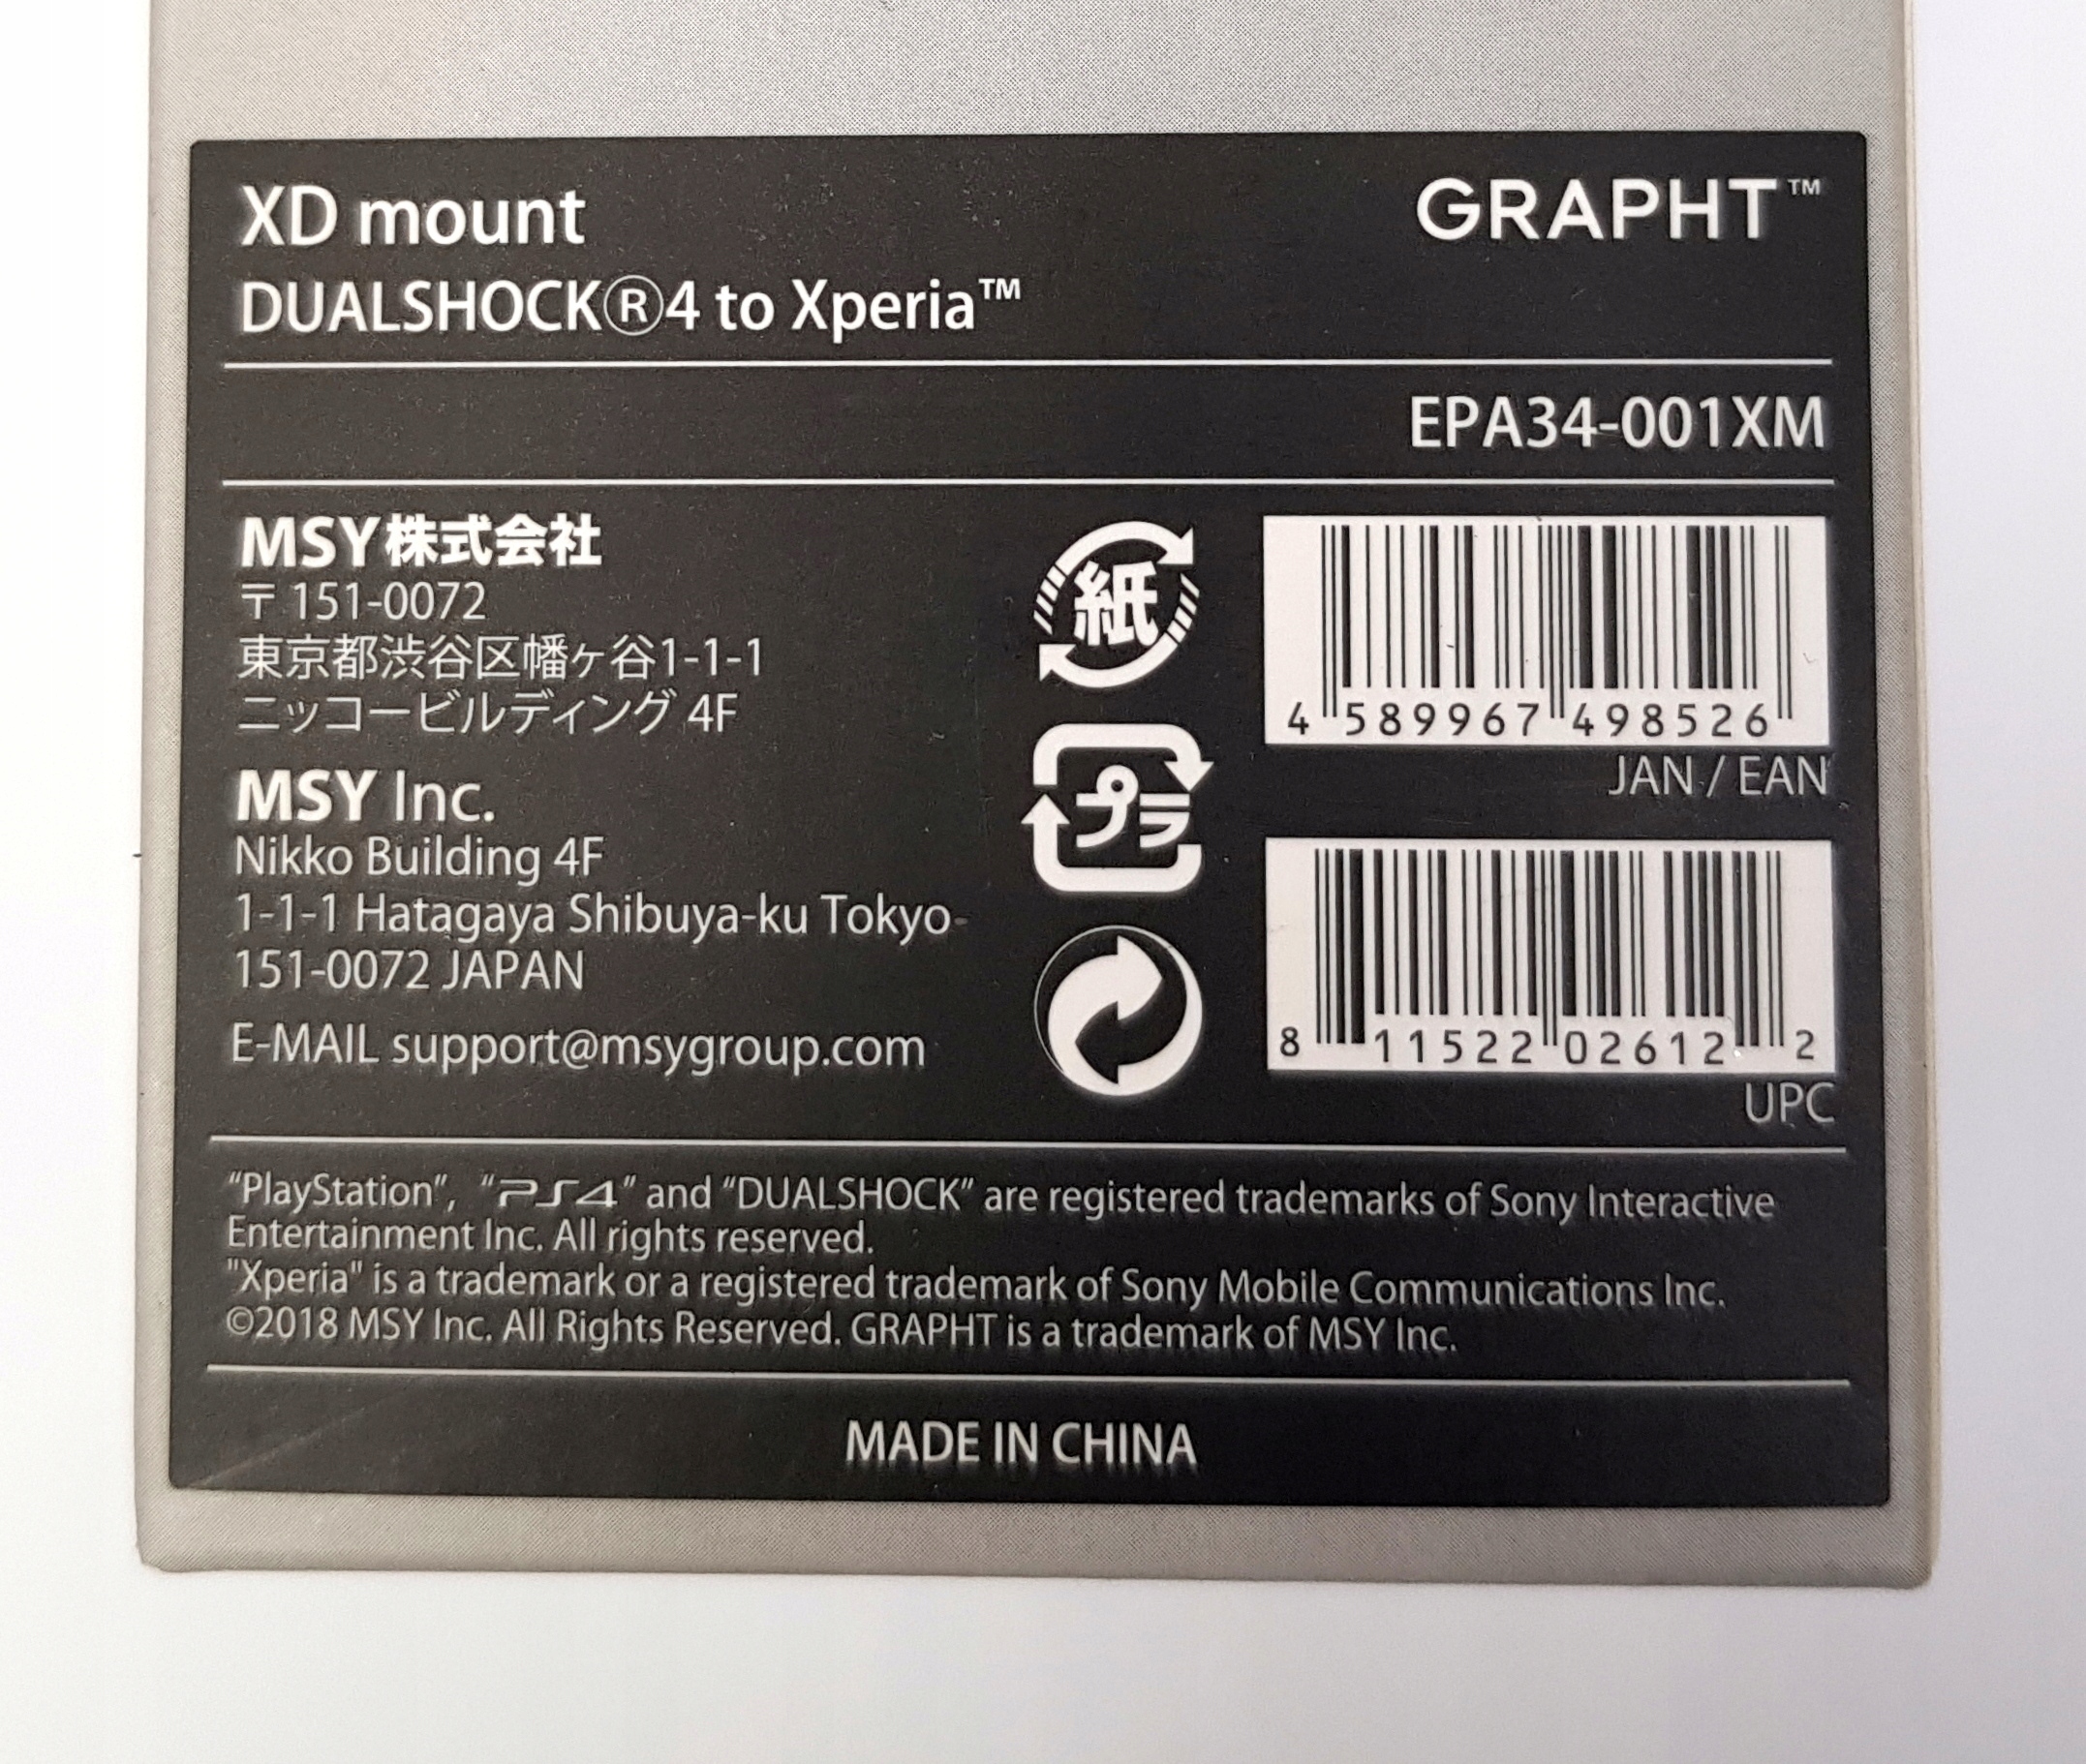 XD mount
GRAPHT™
DUALSHOCK®4 to Xperia™
EPA34-001XM
MSY株式会社
〒151-0072
東京都渋谷区幡ヶ谷1-1-1
ニッコービルディング 4F
MSY Inc.
Nikko Building 4F
1-1-1 Hatagaya Shibuya-ku Tokyo
151-0072 JAPAN
E-MAIL support@msygroup.com
紙
プラ
4 589967 498526
JAN / EAN
8 11522 02612 2
UPC
"PlayStation", "PS4" and "DUALSHOCK" are registered trademarks of Sony Interactive
Entertainment Inc. All rights reserved.
"Xperia" is a trademark or a registered trademark of Sony Mobile Communications Inc.
©2018 MSY Inc. All Rights Reserved. GRAPHT is a trademark of MSY Inc.
MADE IN CHINA